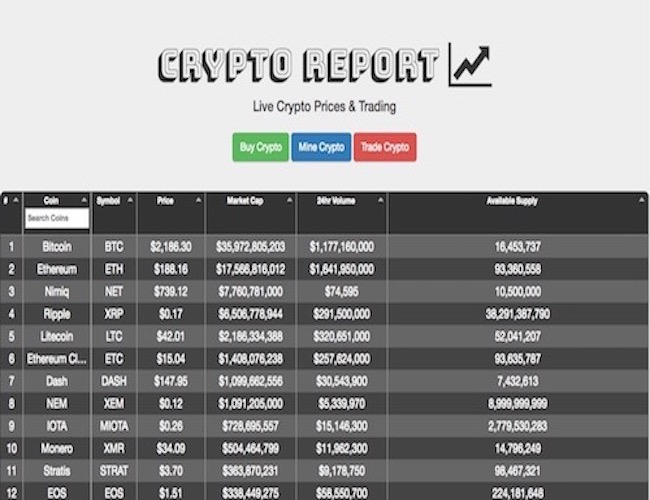 CRYPTO REPORT
Live Crypto Prices & Trading
Buy Crypto Mine Crypto Trade Crypto
# Coin Symbol Price Market Cap 24hr Volume Available Supply
Search Coins
1 Bitcoin BTC $2,186.30 $35,972,805,203 $1,177,160,000 16,453,737
2 Ethereum ETH $188.16 $17,566,816,012 $1,641,950,000 93,360,558
3 Nimiq NET $739.12 $7,760,781,000 $74,595 10,500,000
4 Ripple XRP $0.17 $6,506,778,944 $291,500,000 38,291,387,790
5 Litecoin LTC $42.01 $2,186,334,388 $320,651,000 52,041,207
6 Ethereum Cl... ETC $15.04 $1,408,076,238 $257,624,000 93,635,787
7 Dash DASH $147.95 $1,099,662,556 $30,543,900 7,432,613
8 NEM XEM $0.12 $1,091,205,000 $5,339,970 8,999,999,999
9 IOTA MIOTA $0.26 $728,695,557 $15,146,300 2,779,530,283
10 Monero XMR $34.09 $504,464,799 $11,962,300 14,796,249
11 Stratis STRAT $3.70 $363,870,231 $9,178,750 98,467,321
12 EOS EOS $1.51 $338,449,275 $58,550,700 224,181,648